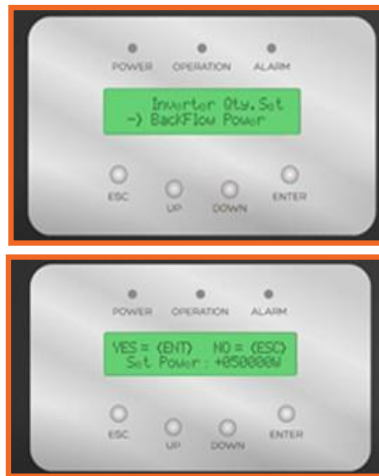 POWER OPERATION ALARM
Inverter Qty.Set
-> BackFlow Power
ESC UP DOWN ENTER
POWER OPERATION ALARM
YES = <ENT> NO = <ESC>
Set Power : +050000W
ESC UP DOWN ENTER